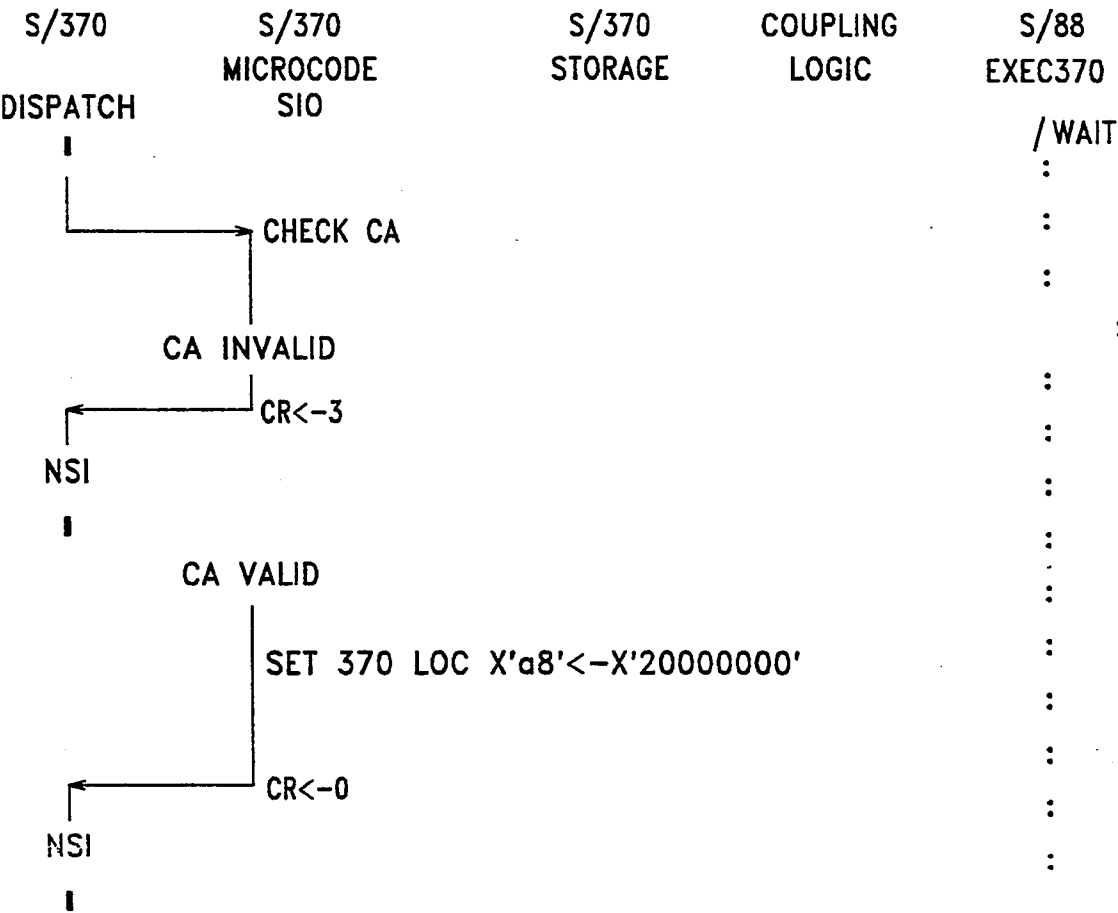 S/370 S/370 S/370 COUPLING S/88
MICROCODE STORAGE LOGIC EXEC370
DISPATCH SIO
/WAIT
CHECK CA
CA INVALID
CR<-3
NSI
CA VALID
SET 370 LOC X'a8'<-X'20000000'
CR<-0
NSI